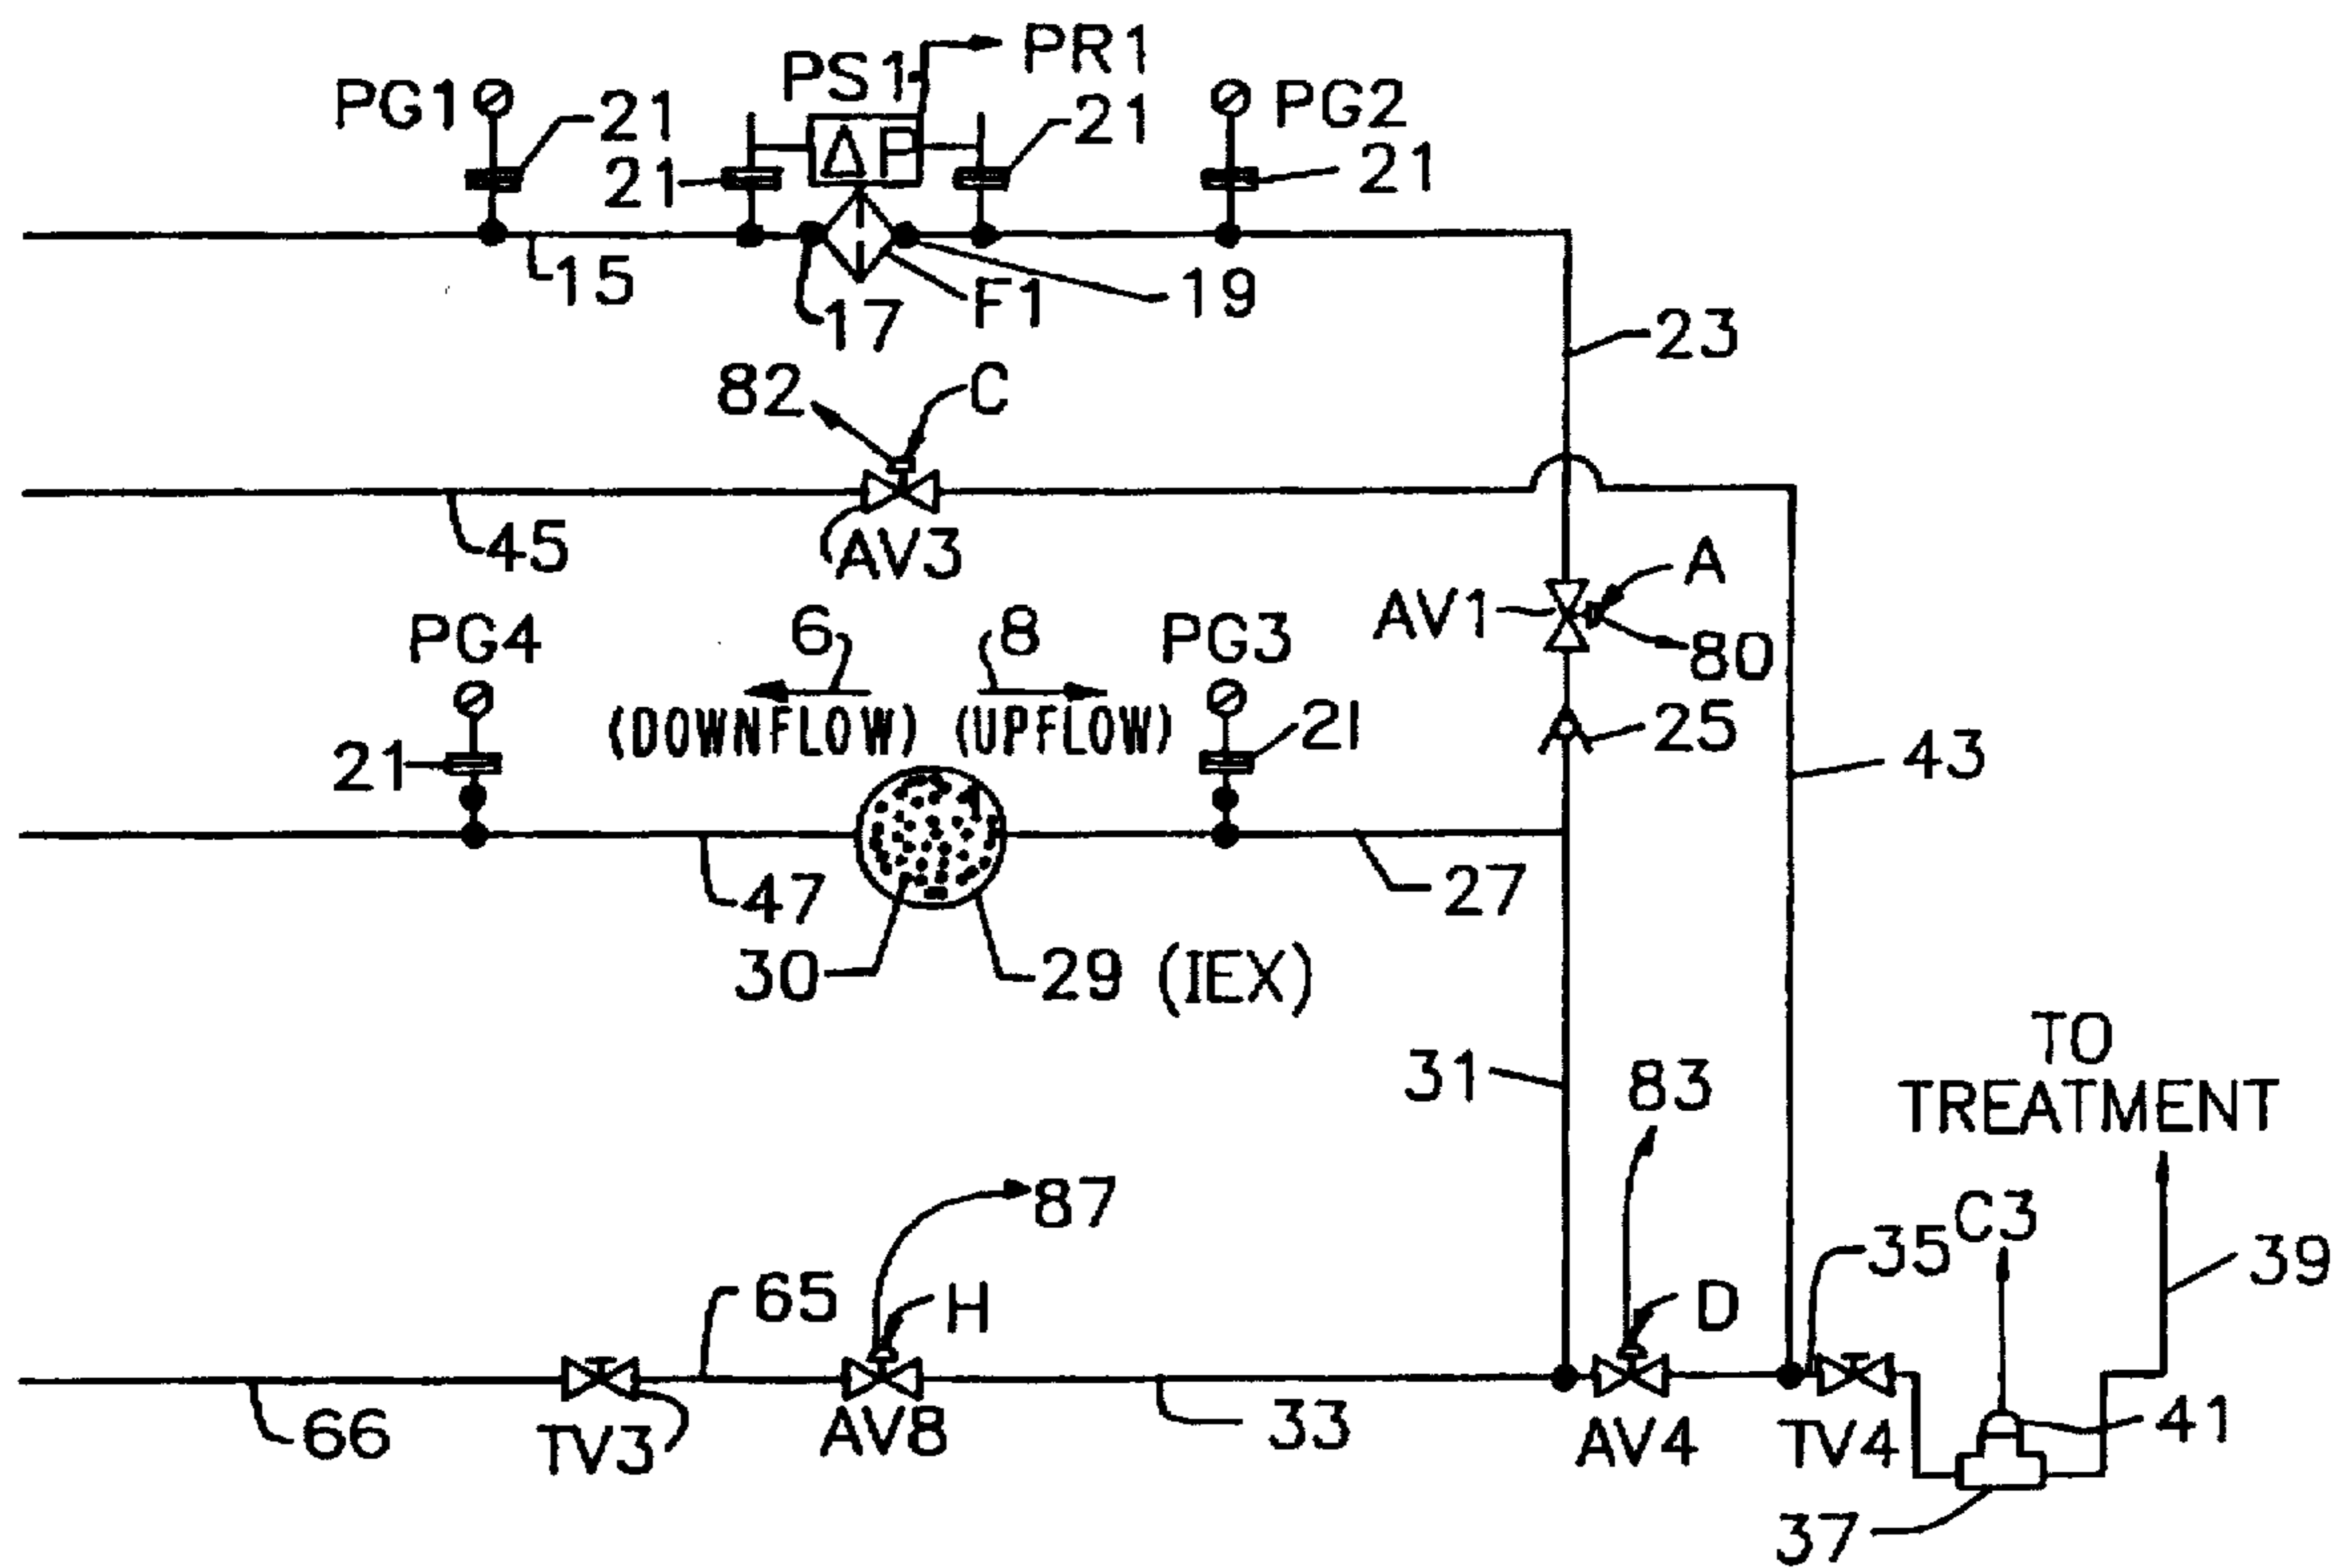 PR1
PS1
PG1
21
21
PG2
21
ΔP
21
15
17
F1
19
23
82
C
45
AV3
A
AV1
80
PG4
6
8
PG3
(DOWNFLOW) (UPFLOW)
21
25
21
43
47
27
30
29 (IEX)
31
83
TO
TREATMENT
87
C3
35
39
65
H
D
66
TV3
AV8
33
AV4
TV4
41
37